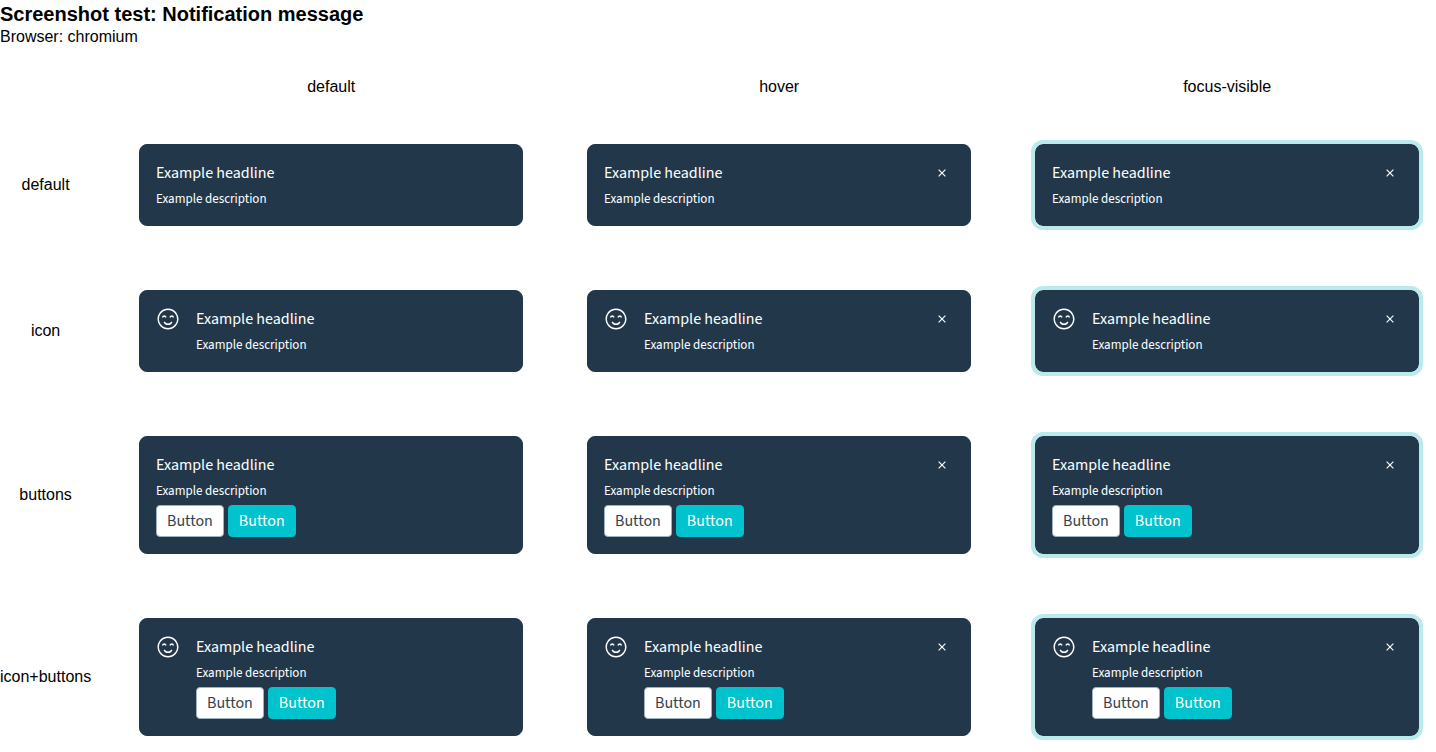 Screenshot test: Notification message
Browser: chromium
default hover focus-visible
default
Example headline
Example description
Example headline ×
Example description
Example headline ×
Example description
icon
Example headline
Example description
Example headline ×
Example description
Example headline ×
Example description
buttons
Example headline
Example description
Button Button
Example headline ×
Example description
Button Button
Example headline ×
Example description
Button Button
icon+buttons
Example headline
Example description
Button Button
Example headline ×
Example description
Button Button
Example headline ×
Example description
Button Button